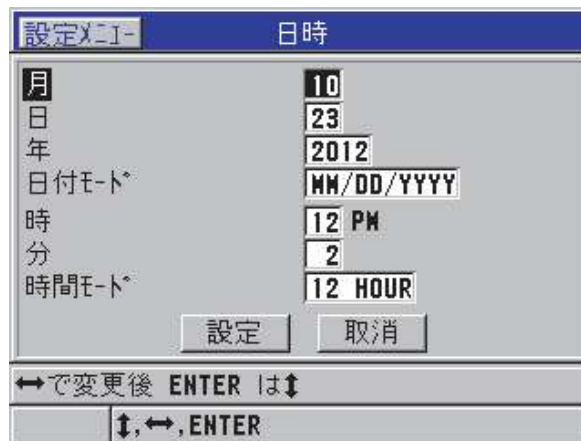 設定ﾒﾆｭｰ 日時
月 10
日 23
年 2012
日付ﾓｰﾄﾞ MM/DD/YYYY
時 12 PM
分 2
時間ﾓｰﾄﾞ 12 HOUR
設定 取消
↔で変更後 ENTER は↕
↕,↔,ENTER